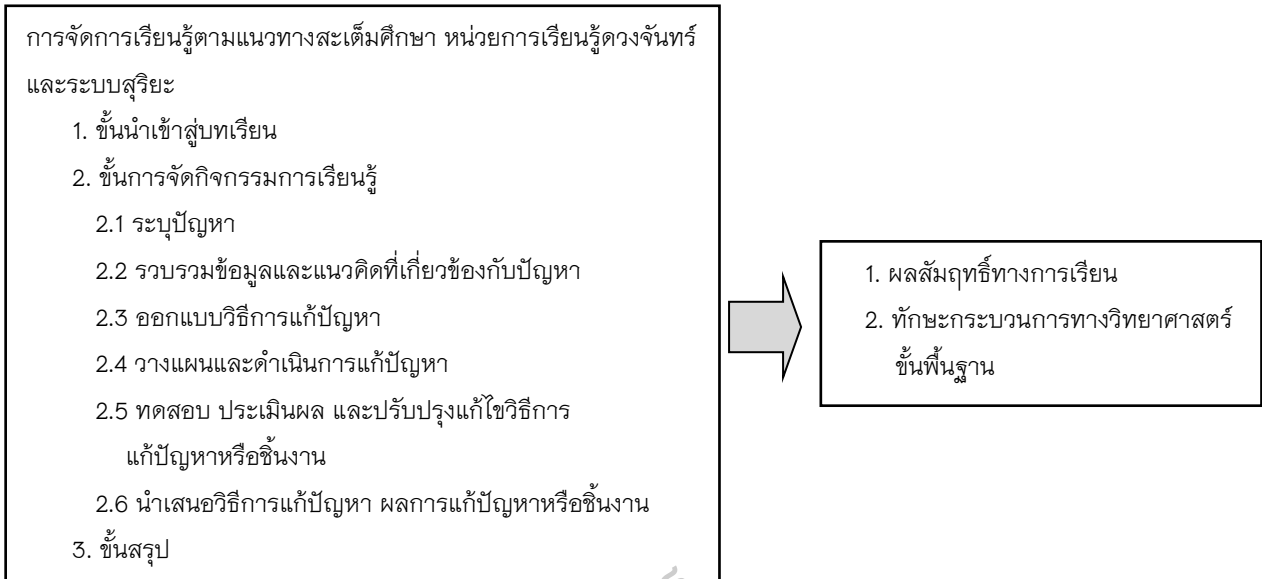 การจัดการเรียนรู้ตามแนวทางสะเต็มศึกษา หน่วยการเรียนรู้ดวงจันทร์
และระบบสุริยะ
1. ขั้นนำเข้าสู่บทเรียน
2. ขั้นการจัดกิจกรรมการเรียนรู้
2.1 ระบุปัญหา
2.2 รวบรวมข้อมูลและแนวคิดที่เกี่ยวข้องกับปัญหา
2.3 ออกแบบวิธีการแก้ปัญหา
2.4 วางแผนและดำเนินการแก้ปัญหา
2.5 ทดสอบ ประเมินผล และปรับปรุงแก้ไขวิธีการ
แก้ปัญหาหรือชิ้นงาน
2.6 นำเสนอวิธีการแก้ปัญหา ผลการแก้ปัญหาหรือชิ้นงาน
3. ขั้นสรุป
1. ผลสัมฤทธิ์ทางการเรียน
2. ทักษะกระบวนการทางวิทยาศาสตร์
ขั้นพื้นฐาน